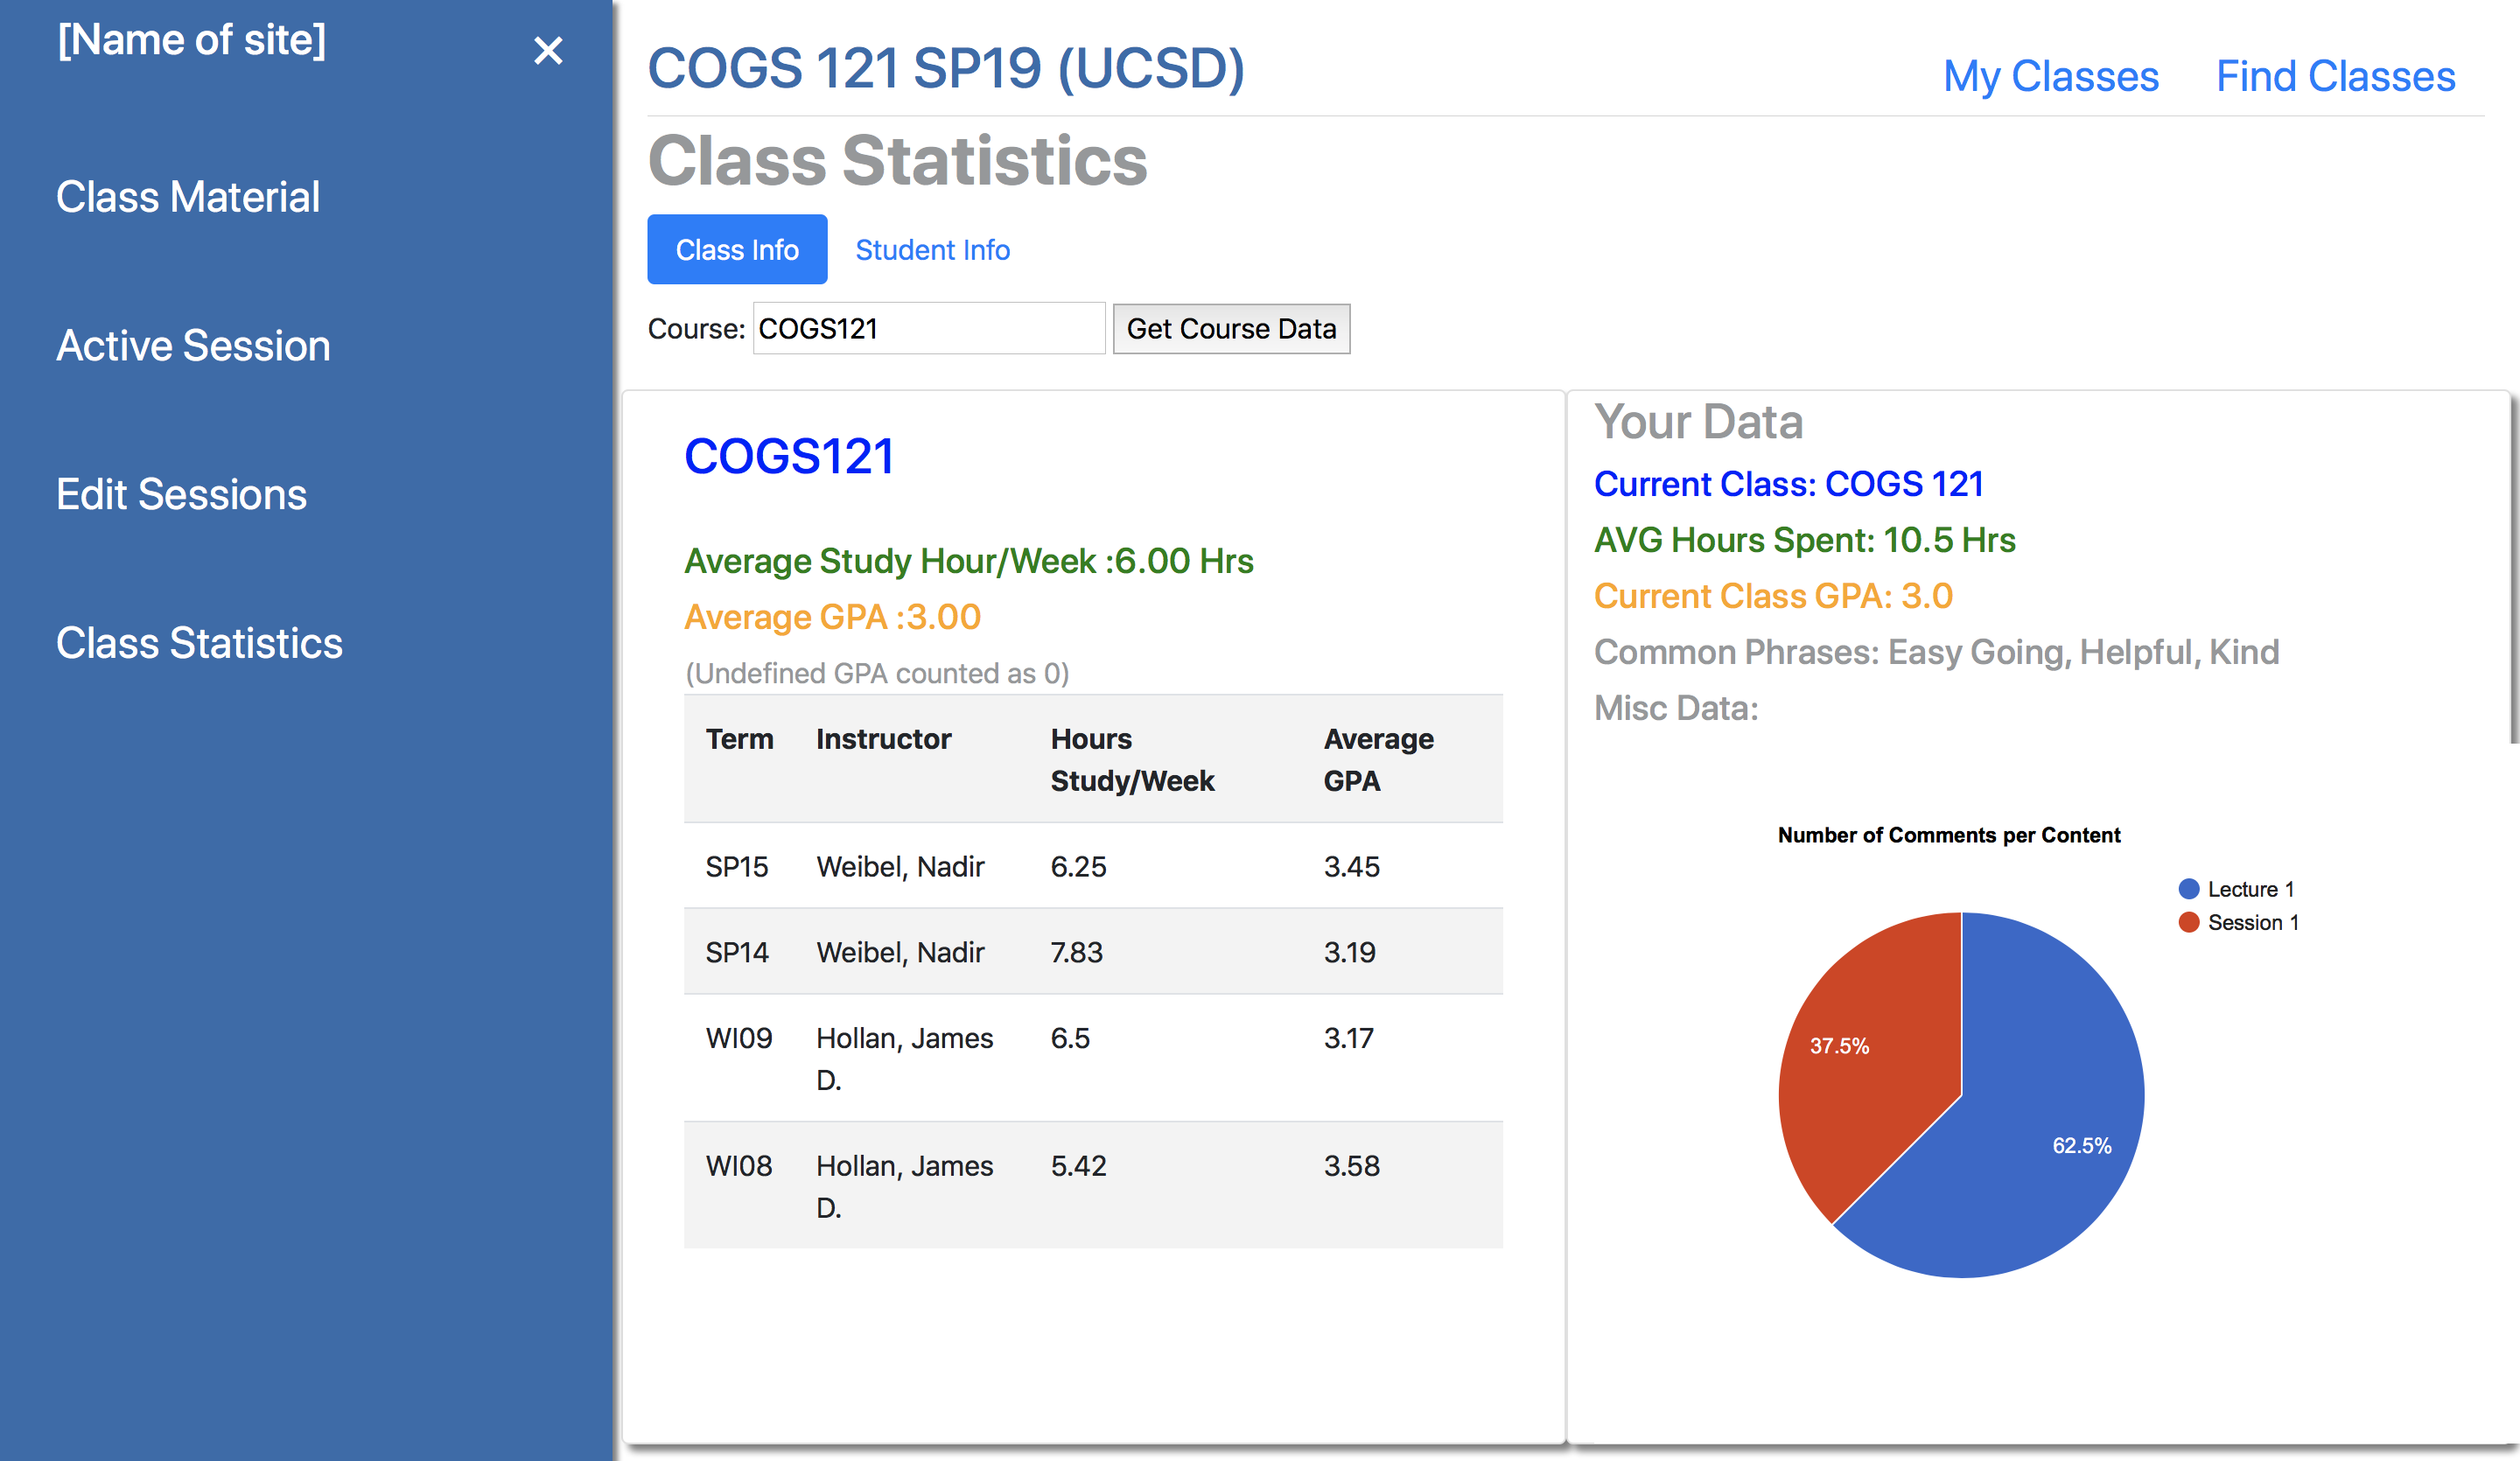 [Name of site]
×
Class Material
Active Session
Edit Sessions
Class Statistics
COGS 121 SP19 (UCSD)
My Classes
Find Classes
Class Statistics
Class Info
Student Info
Course: COGS121 Get Course Data
COGS121
Average Study Hour/Week :6.00 Hrs
Average GPA :3.00
(Undefined GPA counted as 0)
Term Instructor Hours Average
Study/Week GPA
SP15 Weibel, Nadir 6.25 3.45
SP14 Weibel, Nadir 7.83 3.19
WI09 Hollan, James 6.5 3.17
D.
WI08 Hollan, James 5.42 3.58
D.
Your Data
Current Class: COGS 121
AVG Hours Spent: 10.5 Hrs
Current Class GPA: 3.0
Common Phrases: Easy Going, Helpful, Kind
Misc Data:
Number of Comments per Content
Lecture 1
Session 1
37.5%
62.5%